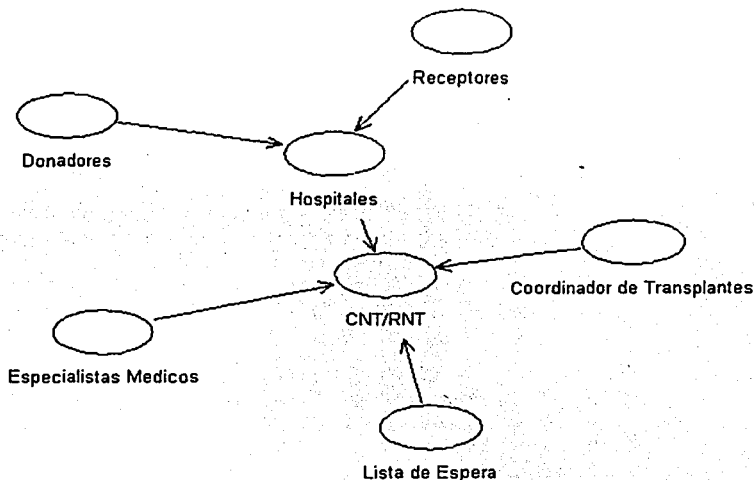 Receptores
Donadores
Hospitales
Coordinador de Transplantes
CNT/RNT
Especialistas Medicos
Lista de Espera